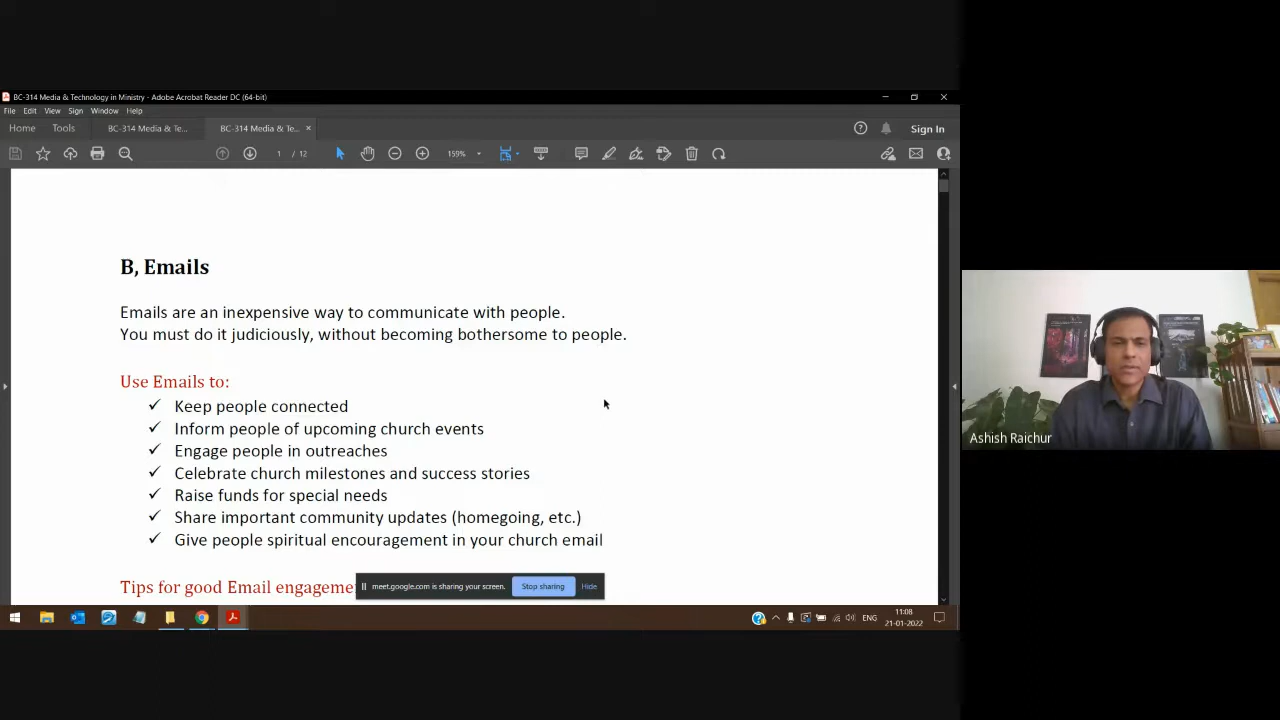 BC-314 Media & Technology in Ministry - Adobe Acrobat Reader DC (64-bit)
File Edit View Sign Window Help
Home Tools BC-314 Media & Te... BC-314 Media & Te... × Sign In
1 / 12 159%
B, Emails
Emails are an inexpensive way to communicate with people.
You must do it judiciously, without becoming bothersome to people.
Use Emails to:
✓ Keep people connected
✓ Inform people of upcoming church events
✓ Engage people in outreaches
✓ Celebrate church milestones and success stories
✓ Raise funds for special needs
✓ Share important community updates (homegoing, etc.)
✓ Give people spiritual encouragement in your church email
Tips for good Email engageme
meet.google.com is sharing your screen. Stop sharing Hide
ENG 11:08
21-01-2022
Ashish Raichur